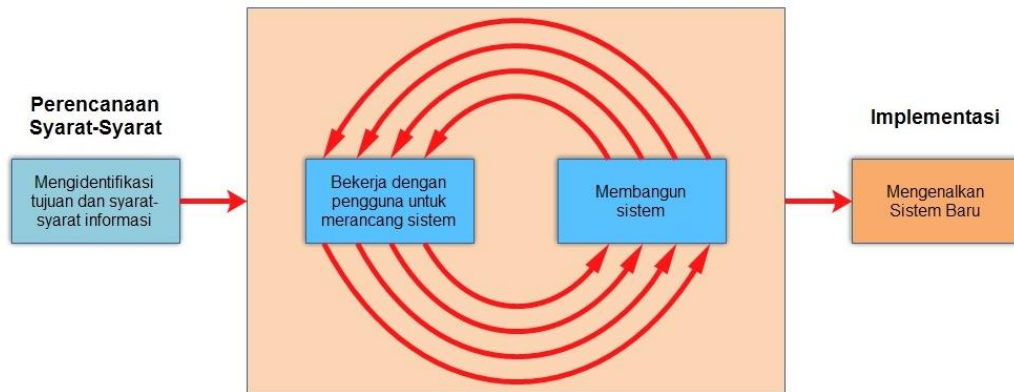 Perencanaan
Syarat-Syarat
Mengidentifikasi
tujuan dan syarat-
syarat informasi
Bekerja dengan
pengguna untuk
merancang sistem
Membangun
sistem
Implementasi
Mengenalkan
Sistem Baru